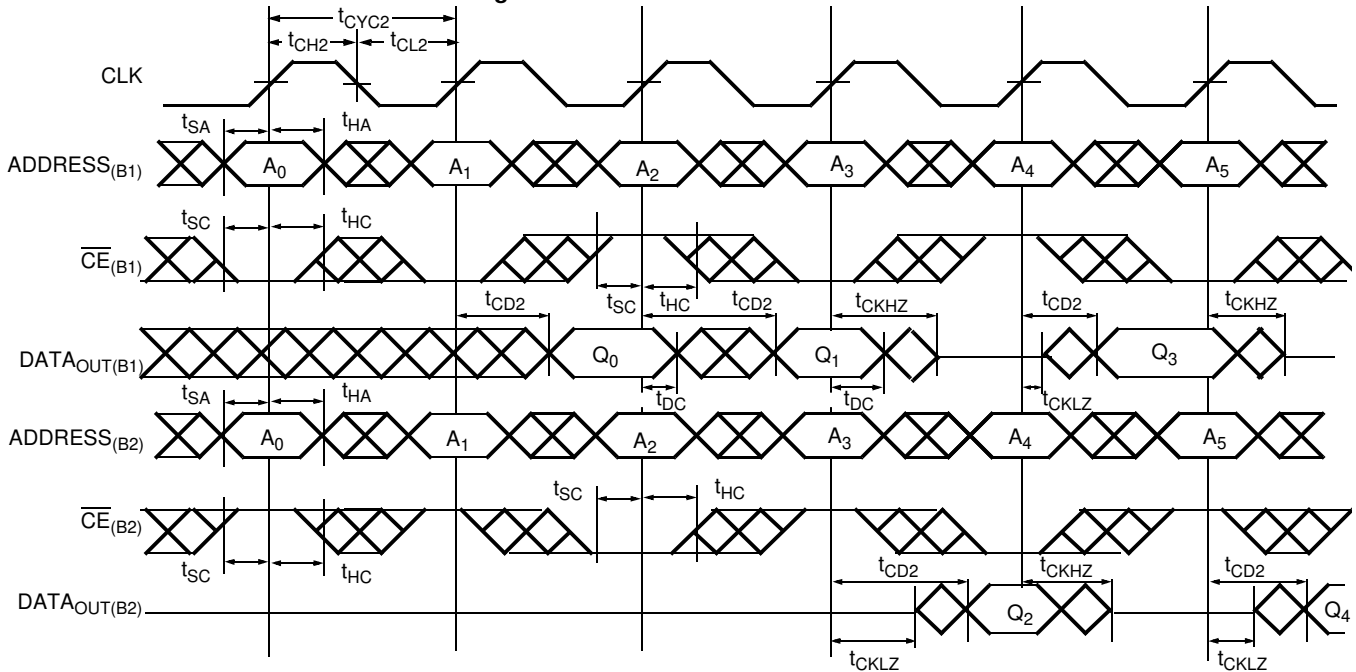 g
tCYC2
tCH2 tCL2
CLK
tSA tHA
ADDRESS(B1) A0 A1 A2 A3 A4 A5
tSC tHC
CE(B1)
tSC tHC
tCD2 tCD2 tCKHZ tCD2 tCKHZ
DATAOUT(B1) Q0 Q1 Q3
tDC tDC tCKLZ
tSA tHA
ADDRESS(B2) A0 A1 A2 A3 A4 A5
tSC tHC
CE(B2)
tSC tHC
tCD2 tCKHZ tCD2
DATAOUT(B2) Q2 Q4
tCKLZ tCKLZ